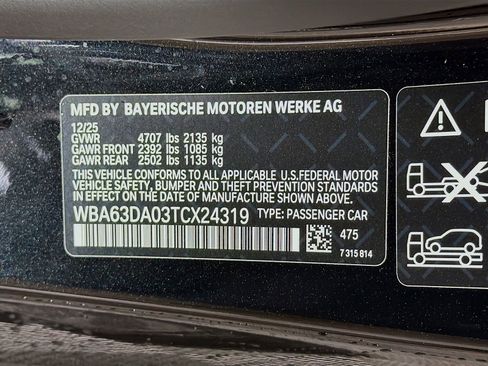 MFD BY BAYERISCHE MOTOREN WERKE AG
12/25
GVWR 4707 lbs 2135 kg
GAWR FRONT 2392 lbs 1085 kg
GAWR REAR 2502 lbs 1135 kg
THIS VEHICLE CONFORMS TO ALL APPLICABLE U.S.FEDERAL MOTOR
VEHICLE SAFETY, BUMPER AND THEFT PREVENTION STANDARDS
IN EFFECT ON THE DATE OF MANUFACTURE SHOWN ABOVE.
WBA63DA03TCX24319 TYPE: PASSENGER CAR
475
7 315 814